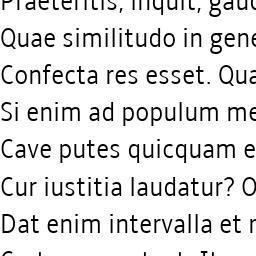 Praeteritis, inquit, gaud
Quae similitudo in gene
Confecta res esset. Qua
Si enim ad populum me
Cave putes quicquam e
Cur iustitia laudatur? O
Dat enim intervalla et r